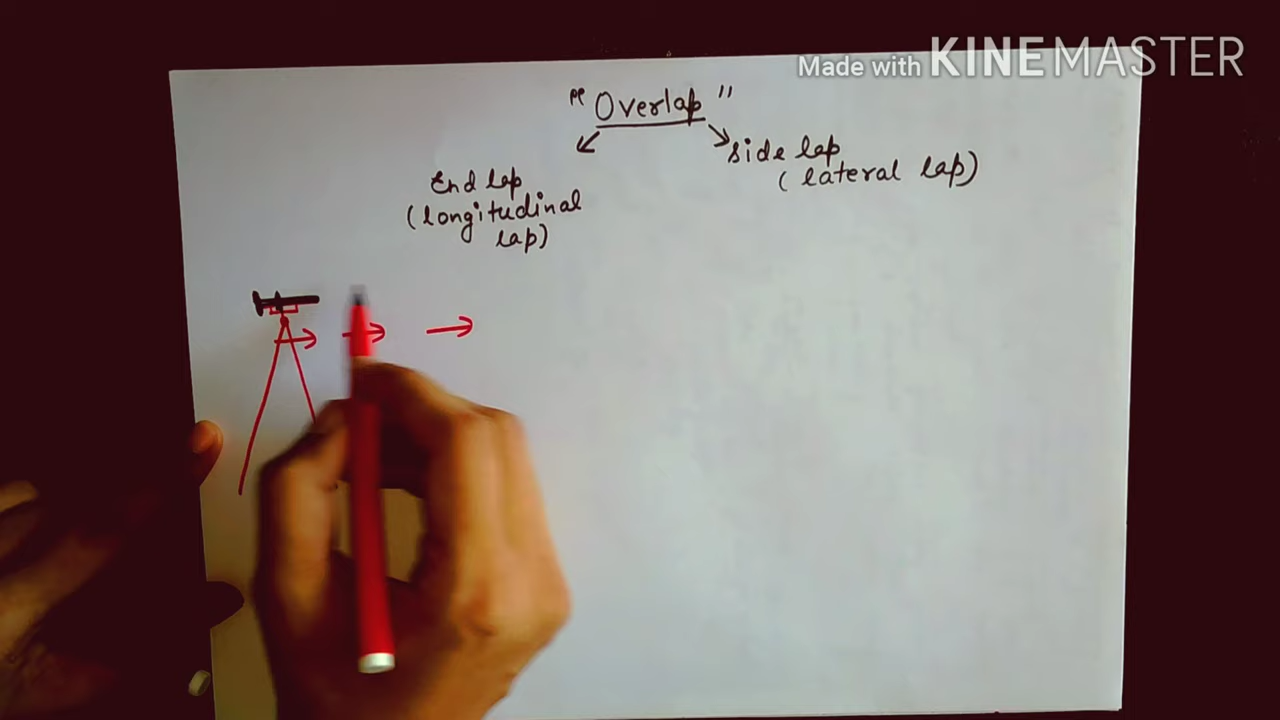 Made with KINEMASTER
"Overlap"
Side lap
(lateral lap)
End lap
(longitudinal
lap)